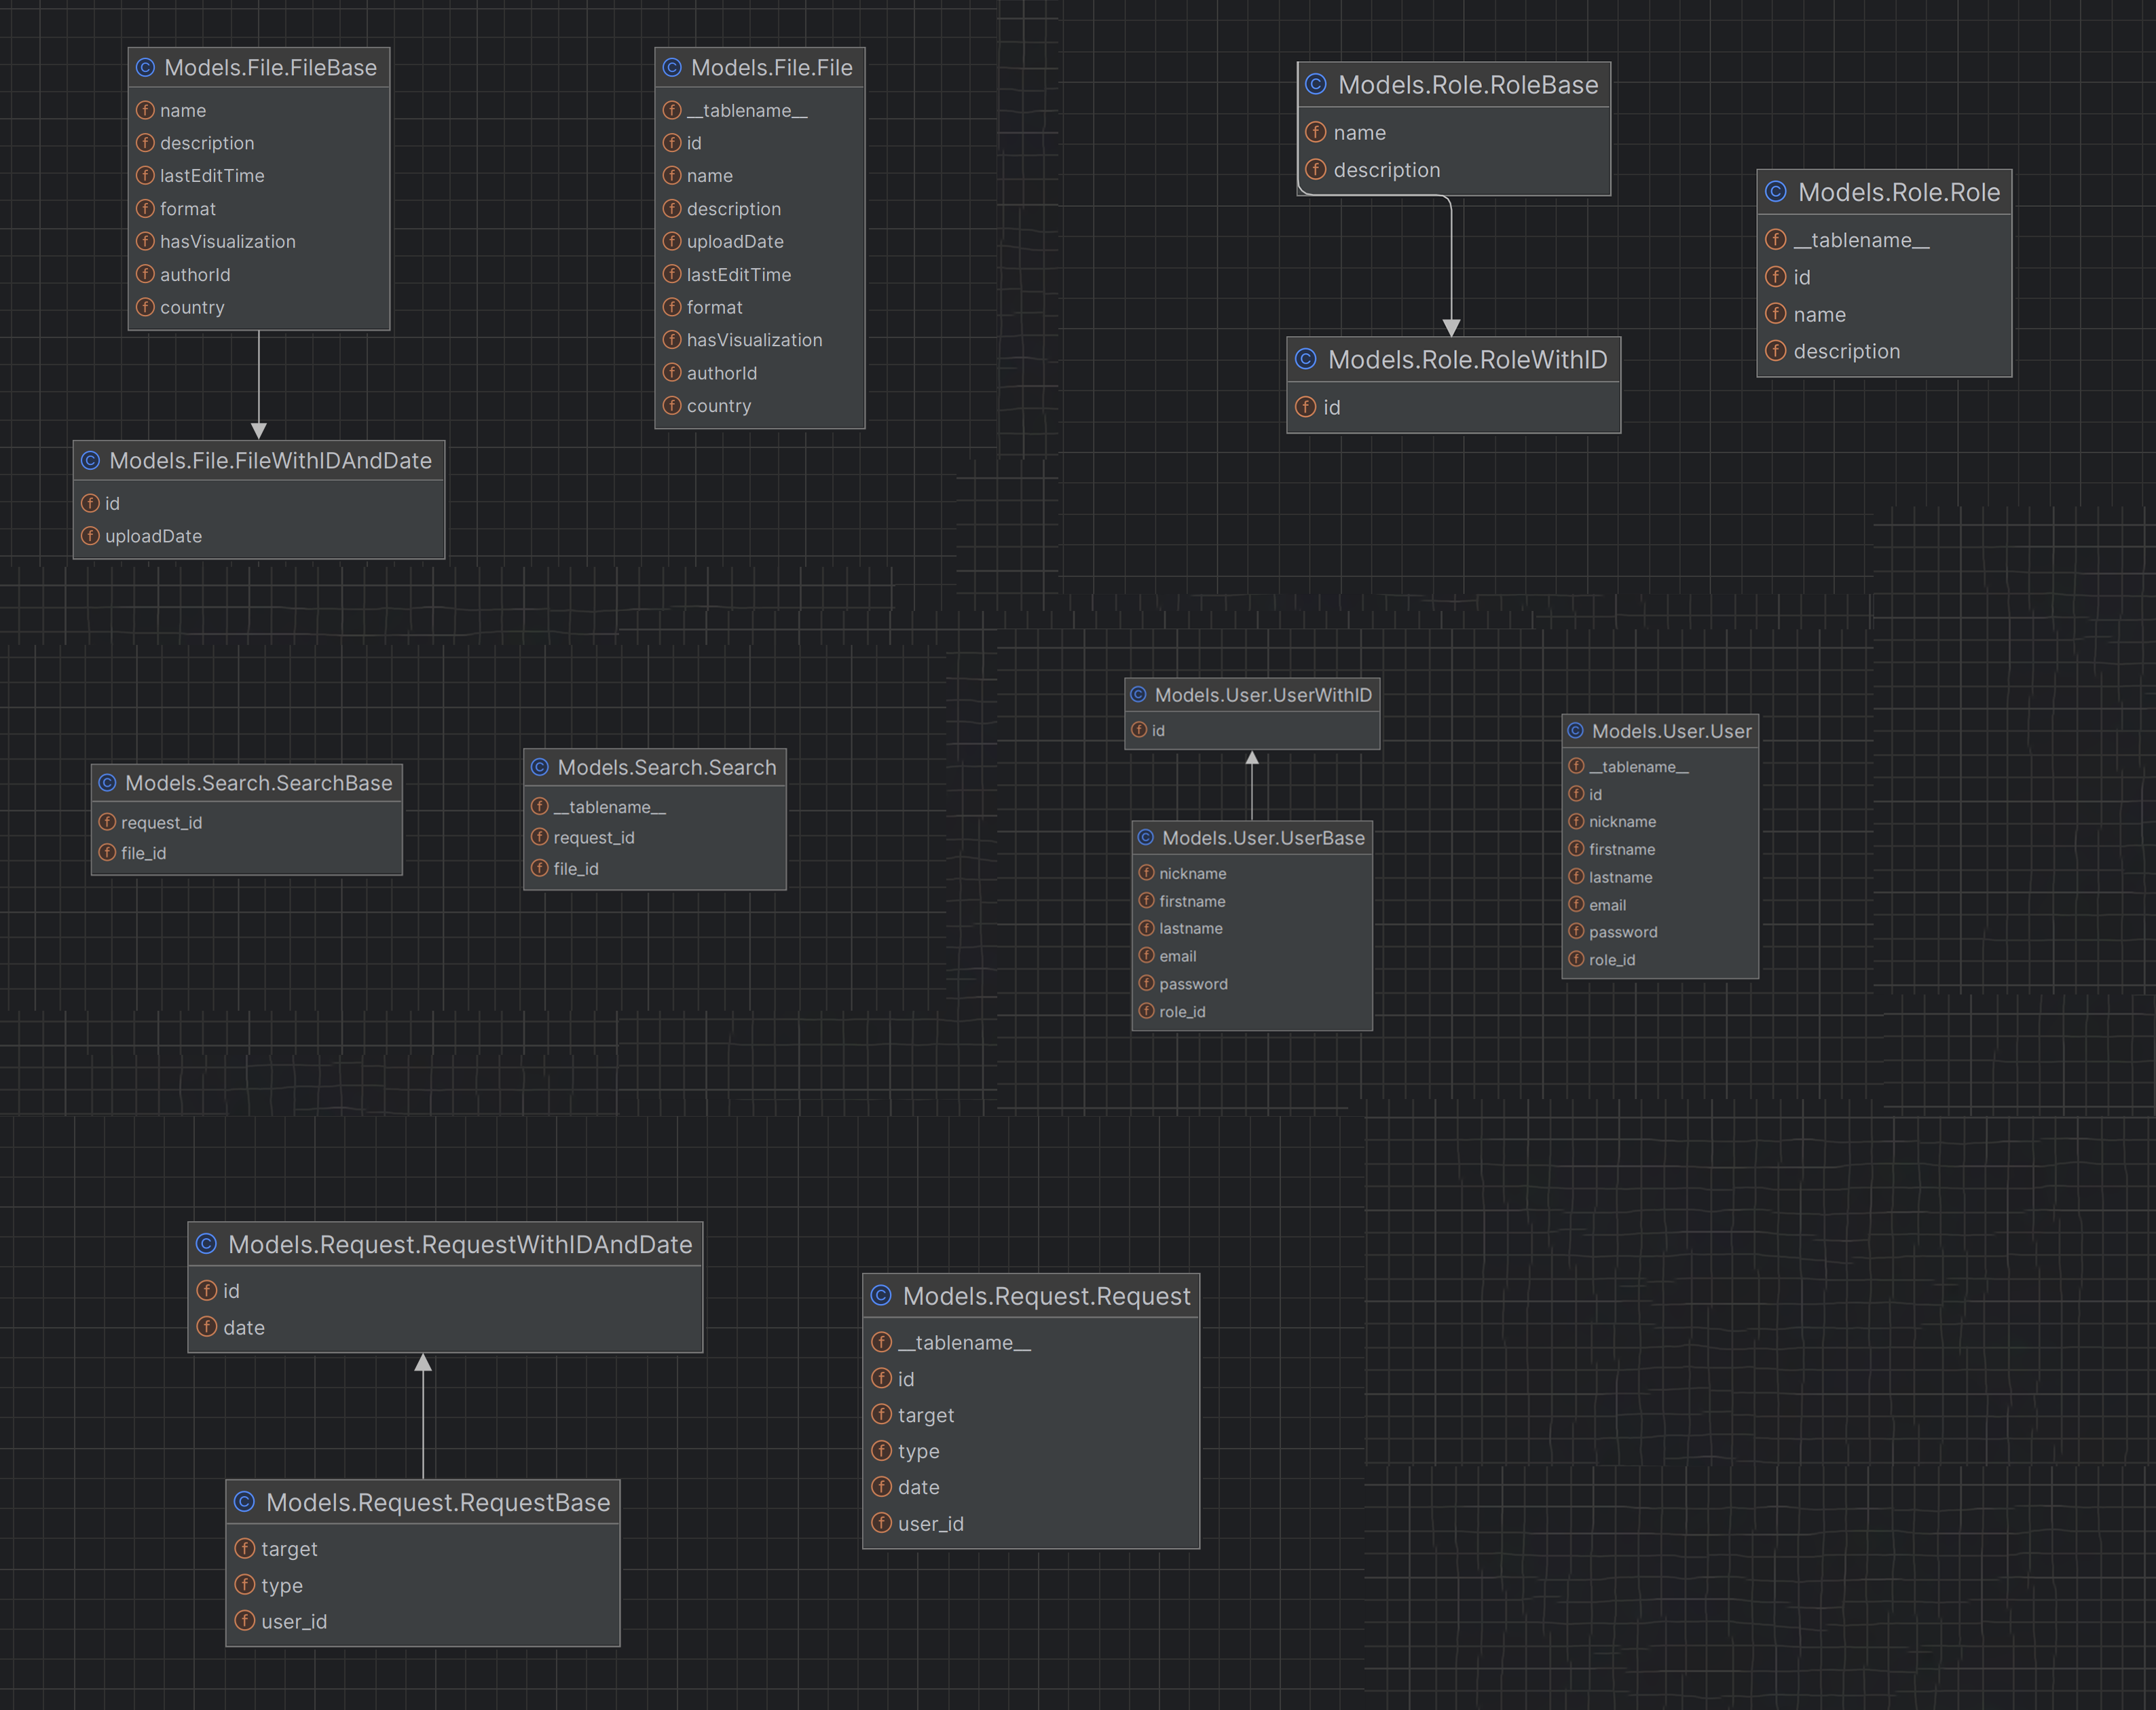 Models.File.FileBase
name
description
lastEditTime
format
hasVisualization
authorId
country
Models.File.FileWithIDAndDate
id
uploadDate
Models.File.File
__tablename__
id
name
description
uploadDate
lastEditTime
format
hasVisualization
authorId
country
Models.Role.RoleBase
name
description
Models.Role.RoleWithID
id
Models.Role.Role
__tablename__
id
name
description
Models.Search.SearchBase
request_id
file_id
Models.Search.Search
__tablename__
request_id
file_id
Models.User.UserWithID
id
Models.User.UserBase
nickname
firstname
lastname
email
password
role_id
Models.User.User
__tablename__
id
nickname
firstname
lastname
email
password
role_id
Models.Request.RequestWithIDAndDate
id
date
Models.Request.RequestBase
target
type
user_id
Models.Request.Request
__tablename__
id
target
type
date
user_id